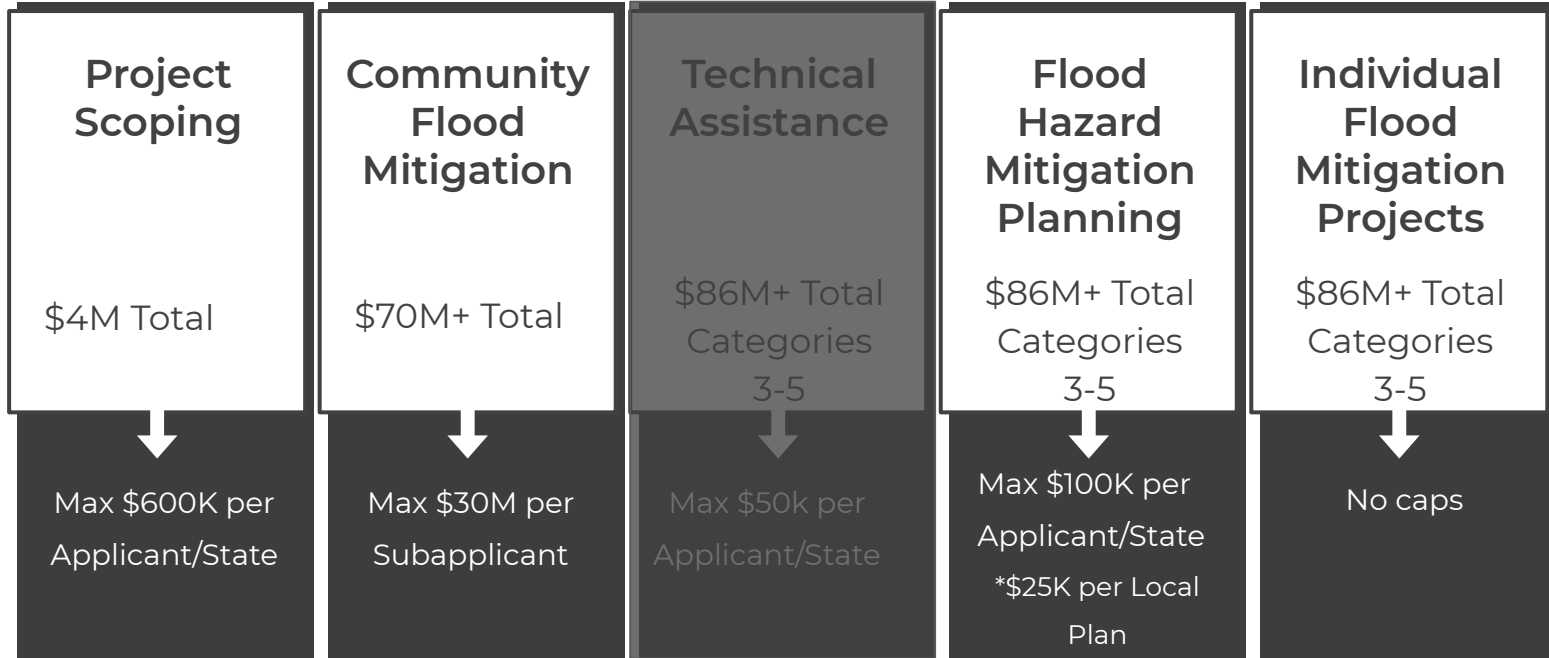 Project
Scoping
$4M Total
Max $600K per
Applicant/State
Community
Flood
Mitigation
$70M+ Total
Max $30M per
Subapplicant
Technical
Assistance
$86M+ Total
Categories
3-5
Max $50k per
Applicant/State
Flood
Hazard
Mitigation
Planning
$86M+ Total
Categories
3-5
Max $100K per
Applicant/State
*$25K per Local
Plan
Individual
Flood
Mitigation
Projects
$86M+ Total
Categories
3-5
No caps